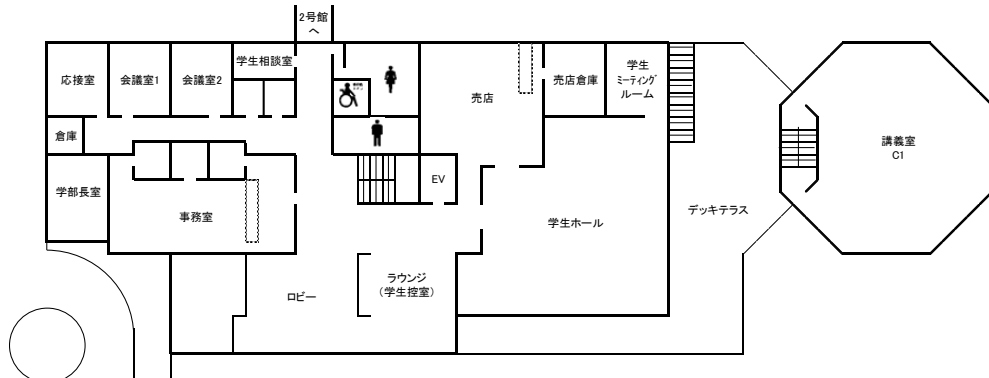 2号館
へ
応接室
会議室1
会議室2
学生相談室
売店
売店倉庫
学生
ミーティング
ルーム
倉庫
講義室
C1
学部長室
EV
事務室
学生ホール
デッキテラス
ロビー
ラウンジ
（学生控室）